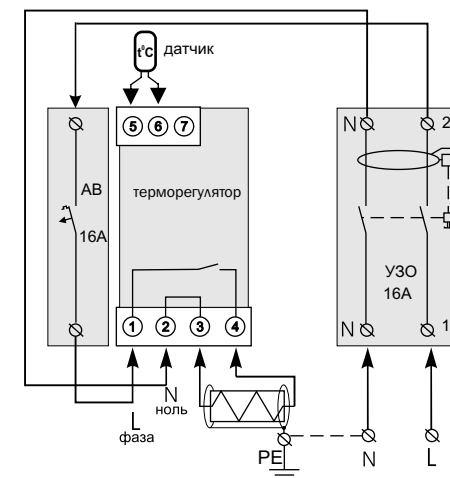 t°C датчик
5 6 7
N 2
АВ
терморегулятор
16А
УЗО
16А
1 2 3 4
N 1
N
ноль
L
фаза
PE
N L